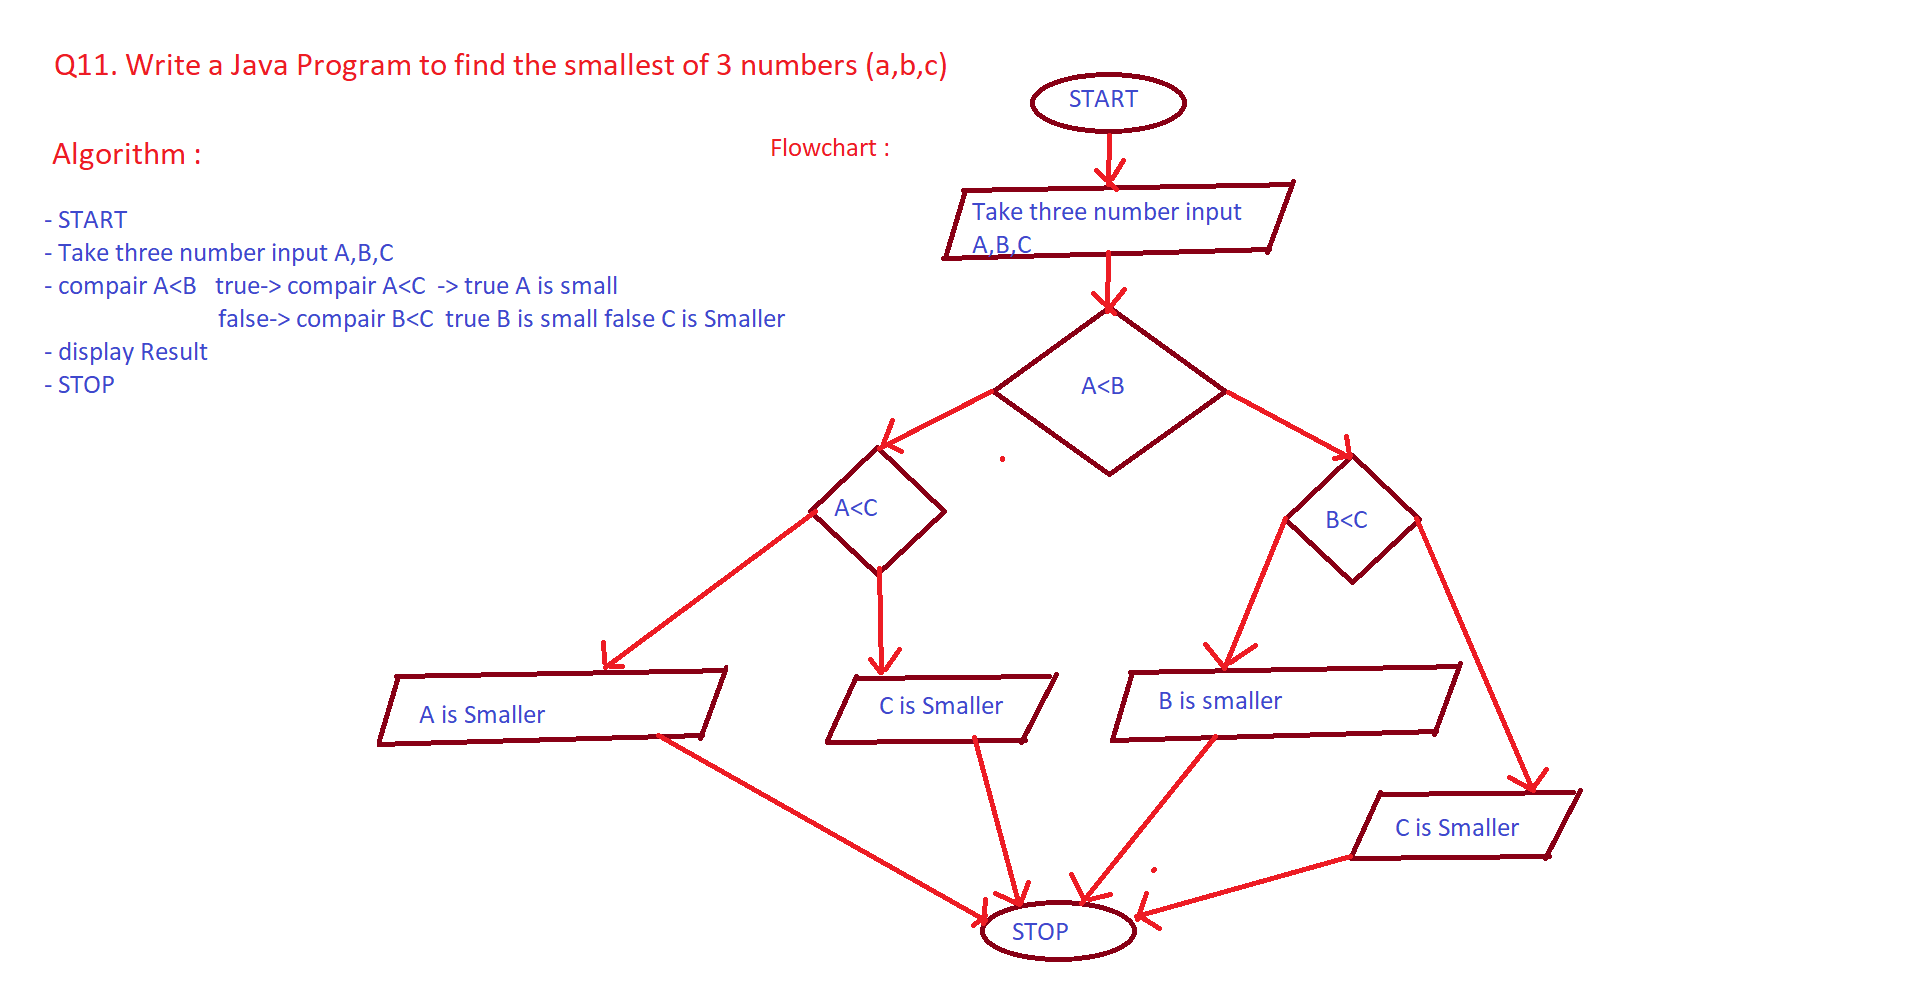 Q11. Write a Java Program to find the smallest of 3 numbers (a,b,c)
Algorithm :
- START
- Take three number input A,B,C
- compair A<B   true-> compair A<C  -> true A is small
false-> compair B<C  true B is small false C is Smaller
- display Result
- STOP
Flowchart :
START
Take three number input
A,B,C
A<B
A<C
B<C
A is Smaller
C is Smaller
B is smaller
C is Smaller
STOP